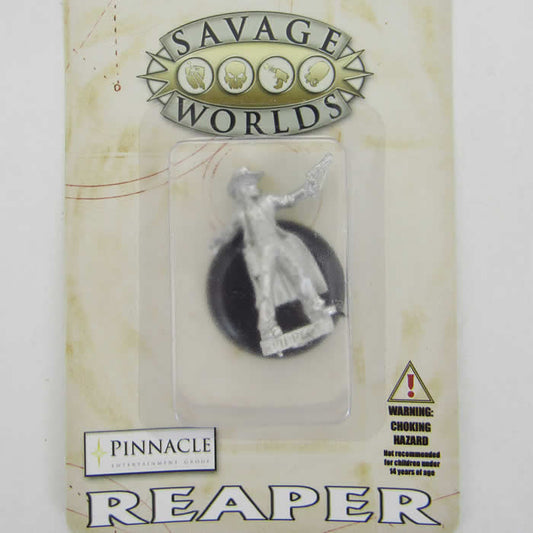 SAVAGE
WORLDS
WARNING:
CHOKING
HAZARD
Not recommended
for children under
14 years of age
PINNACLE
ENTERTAINMENT GROUP
REAPER